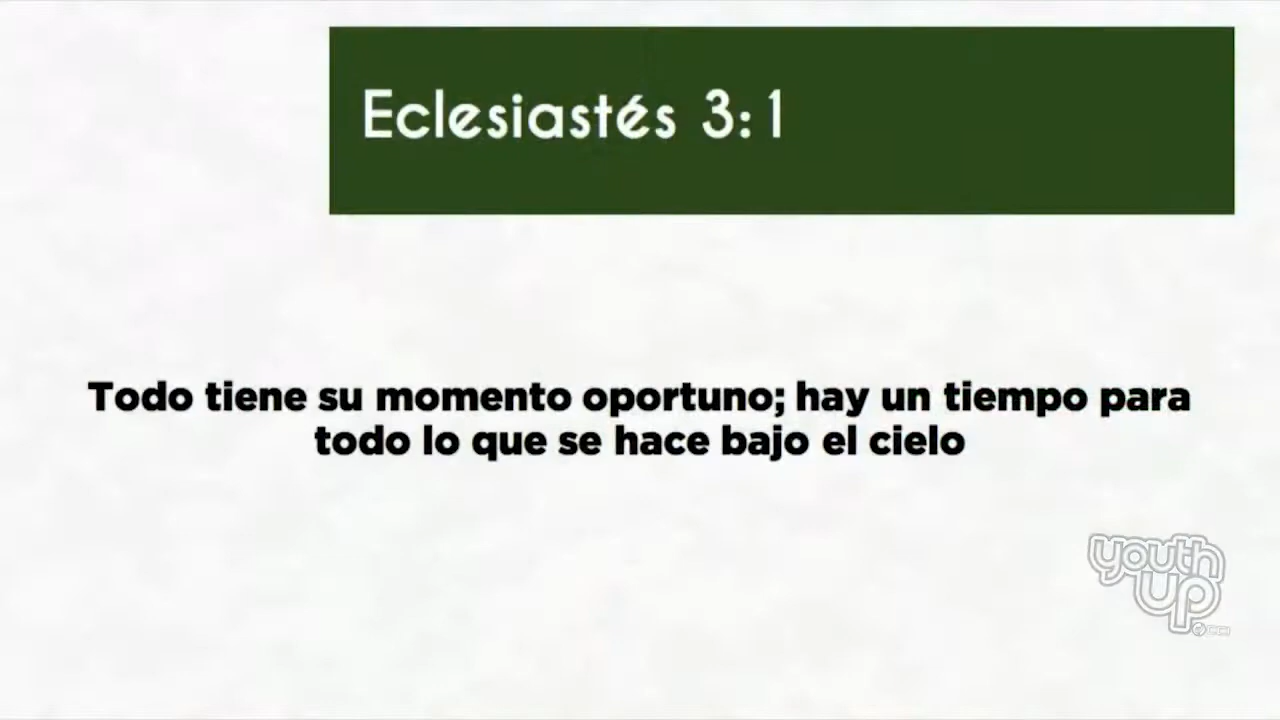 Eclesiastés 3:1
Todo tiene su momento oportuno; hay un tiempo para
todo lo que se hace bajo el cielo
youth
up
CCI